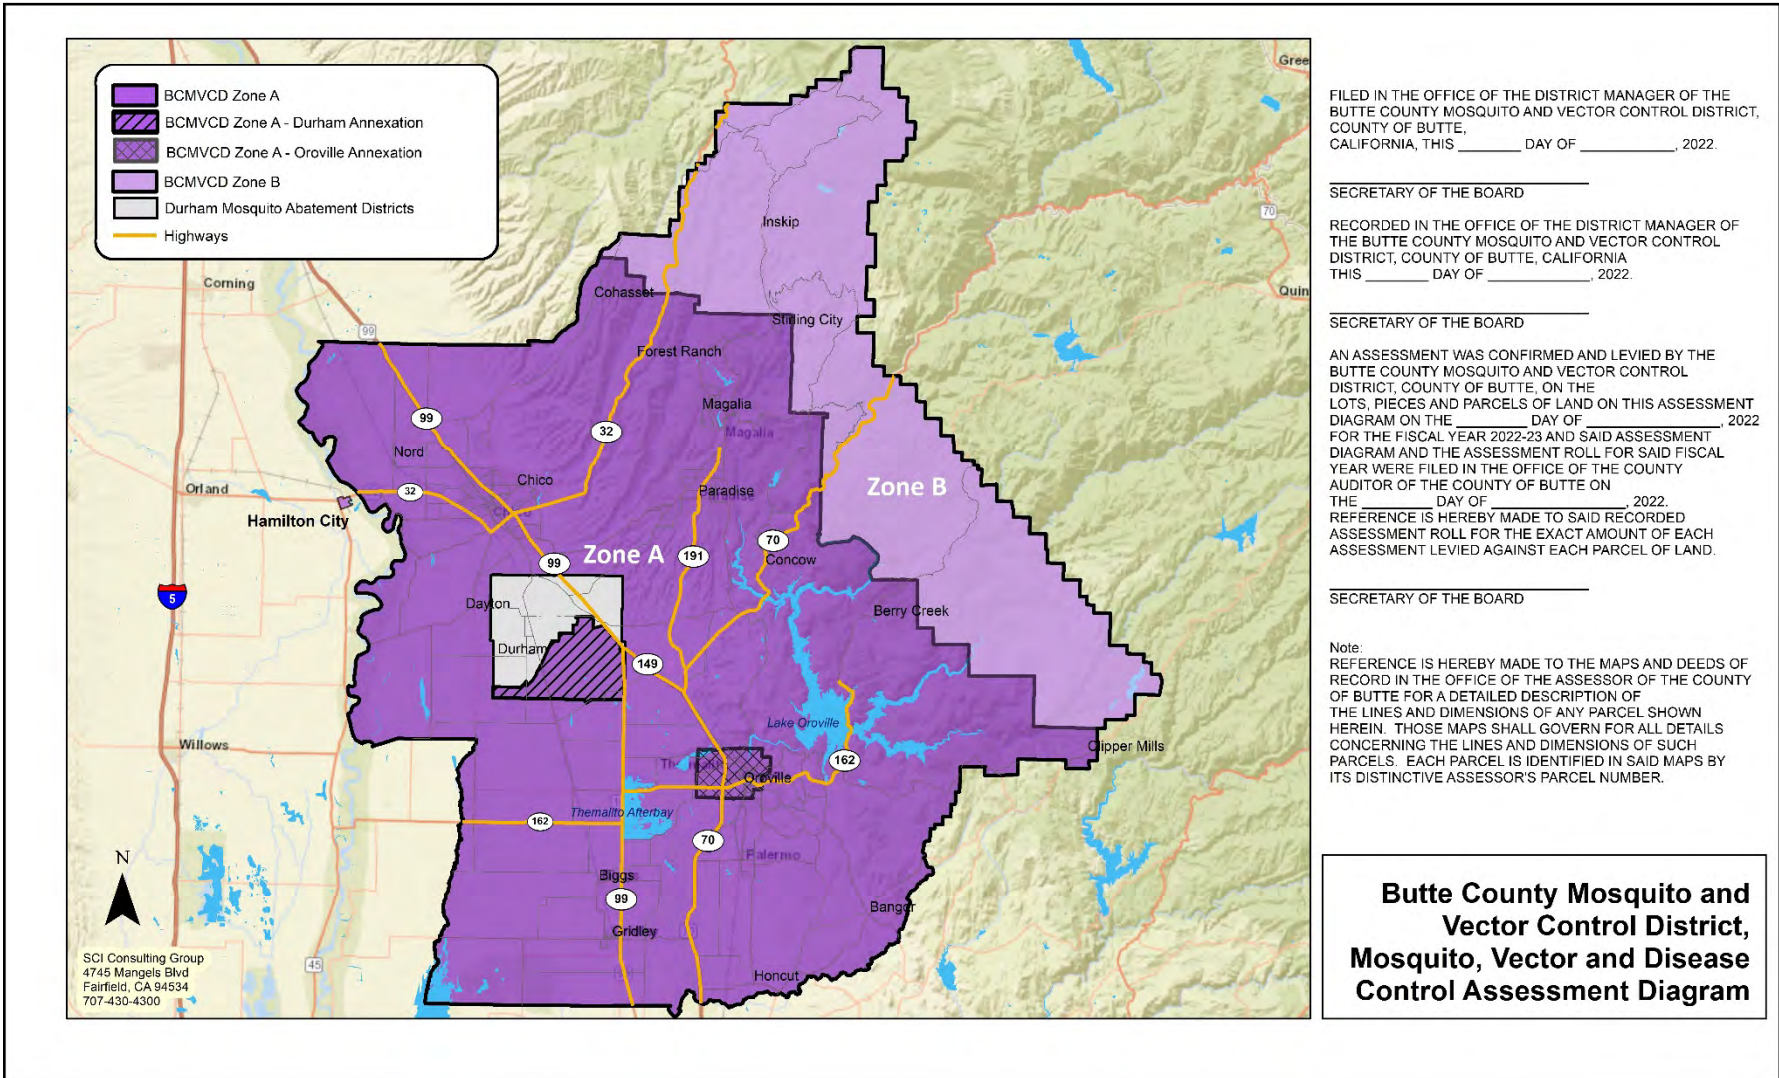 BCMVCD Zone A
BCMVCD Zone A - Durham Annexation
BCMVCD Zone A - Oroville Annexation
BCMVCD Zone B
Durham Mosquito Abatement Districts
Highways
Gree
70
Inskip
Quin
Corning
Cohasset
99
Stirling City
Forest Ranch
Magalia
Magalia
99
32
Nord
Chico
Paradise
Orland
32
Zone B
Hamilton City
70
Zone A
191
99
Concow
5
Dayton
Berry Creek
Durham
149
Lake Oroville
Willows
Clipper Mills
162
Oroville
Themalito Afterbay
162
70
Palermo
Biggs
99
Bangor
Gridley
Honcut
45
N
SCI Consulting Group
4745 Mangels Blvd
Fairfield, CA 94534
707-430-4300
FILED IN THE OFFICE OF THE DISTRICT MANAGER OF THE
BUTTE COUNTY MOSQUITO AND VECTOR CONTROL DISTRICT,
COUNTY OF BUTTE,
CALIFORNIA, THIS ________ DAY OF ____________, 2022.
SECRETARY OF THE BOARD
RECORDED IN THE OFFICE OF THE DISTRICT MANAGER OF
THE BUTTE COUNTY MOSQUITO AND VECTOR CONTROL
DISTRICT, COUNTY OF BUTTE, CALIFORNIA
THIS ________ DAY OF _____________, 2022.
SECRETARY OF THE BOARD
AN ASSESSMENT WAS CONFIRMED AND LEVIED BY THE
BUTTE COUNTY MOSQUITO AND VECTOR CONTROL
DISTRICT, COUNTY OF BUTTE, ON THE
LOTS, PIECES AND PARCELS OF LAND ON THIS ASSESSMENT
DIAGRAM ON THE _________ DAY OF _________________, 2022
FOR THE FISCAL YEAR 2022-23 AND SAID ASSESSMENT
DIAGRAM AND THE ASSESSMENT ROLL FOR SAID FISCAL
YEAR WERE FILED IN THE OFFICE OF THE COUNTY
AUDITOR OF THE COUNTY OF BUTTE ON
THE _________ DAY OF _________________, 2022.
REFERENCE IS HEREBY MADE TO SAID RECORDED
ASSESSMENT ROLL FOR THE EXACT AMOUNT OF EACH
ASSESSMENT LEVIED AGAINST EACH PARCEL OF LAND.
SECRETARY OF THE BOARD
Note:
REFERENCE IS HEREBY MADE TO THE MAPS AND DEEDS OF
RECORD IN THE OFFICE OF THE ASSESSOR OF THE COUNTY
OF BUTTE FOR A DETAILED DESCRIPTION OF
THE LINES AND DIMENSIONS OF ANY PARCEL SHOWN
HEREIN. THOSE MAPS SHALL GOVERN FOR ALL DETAILS
CONCERNING THE LINES AND DIMENSIONS OF SUCH
PARCELS. EACH PARCEL IS IDENTIFIED IN SAID MAPS BY
ITS DISTINCTIVE ASSESSOR'S PARCEL NUMBER.
Butte County Mosquito and
Vector Control District,
Mosquito, Vector and Disease
Control Assessment Diagram